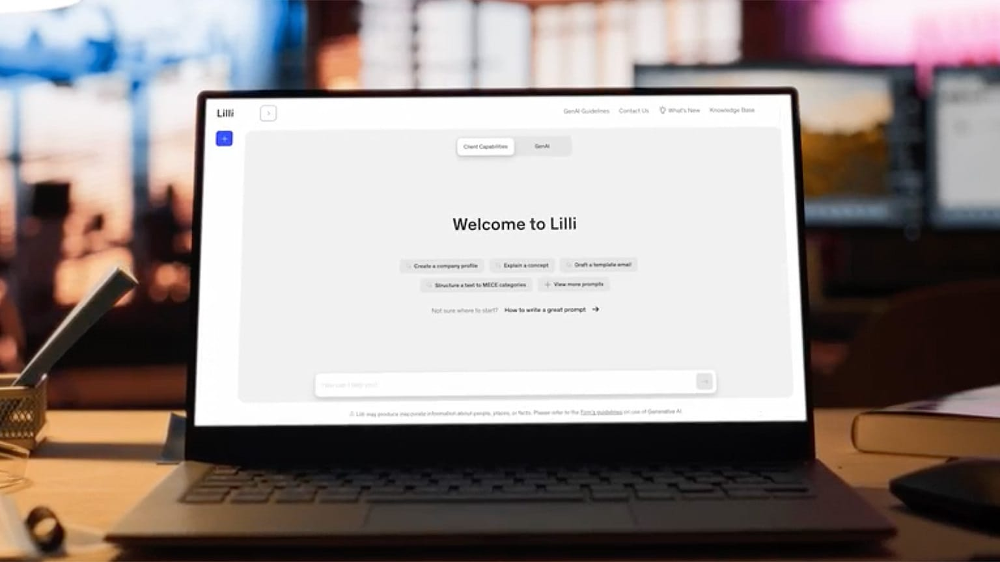 Lilli
GenAI Guidelines Contact Us What's New Knowledge Base
Client Capabilities GenAI
Welcome to Lilli
Create a company profile Explain a concept Draft a template email
Structure a text to MECE categories View more prompts
Not sure where to start? How to write a great prompt →
How can I help you?
Lilli may produce inaccurate information about people, places, or facts. Please refer to the Firm's guidelines on use of Generative AI.